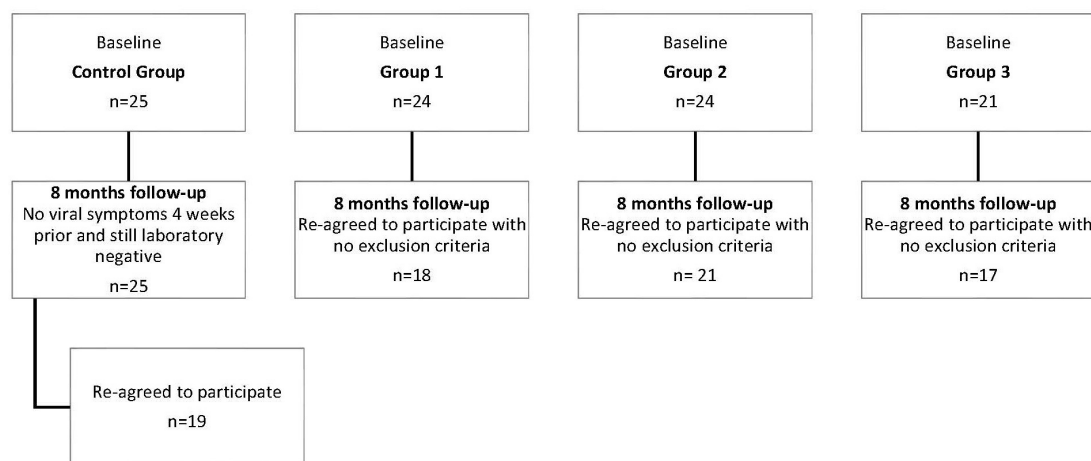 Baseline
Control Group
n=25
Baseline
Group 1
n=24
Baseline
Group 2
n=24
Baseline
Group 3
n=21
8 months follow-up
No viral symptoms 4 weeks
prior and still laboratory
negative
n=25
8 months follow-up
Re-agreed to participate with
no exclusion criteria
n=18
8 months follow-up
Re-agreed to participate with
no exclusion criteria
n= 21
8 months follow-up
Re-agreed to participate with
no exclusion criteria
n=17
Re-agreed to participate
n=19